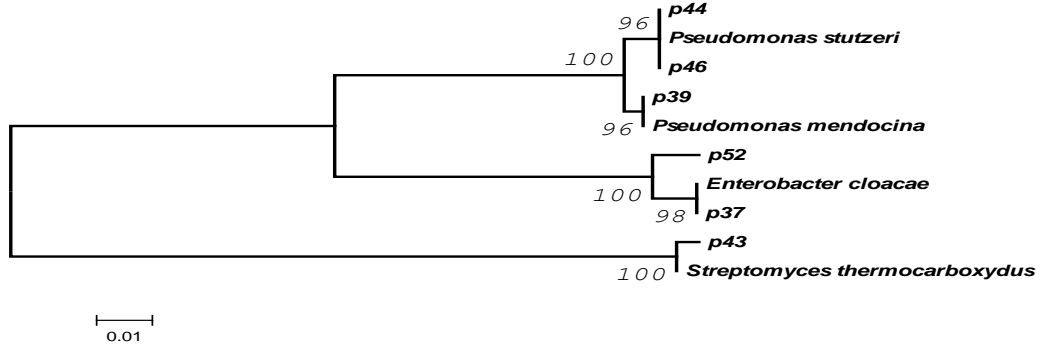 p44
96
Pseudomonas stutzeri
100
p46
p39
96
Pseudomonas mendocina
p52
Enterobacter cloacae
100
98
p37
p43
100
Streptomyces thermocarboxydus
0.01